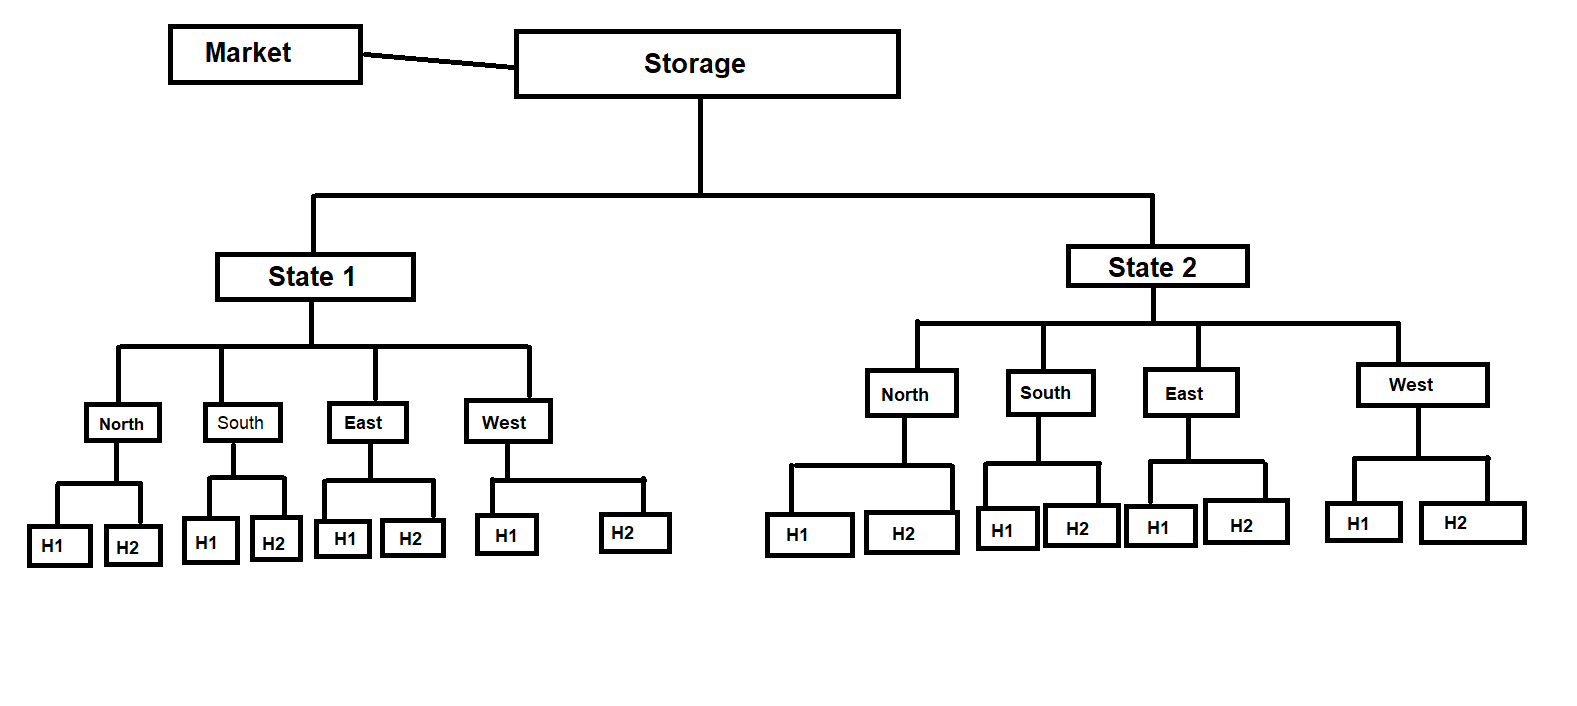 Market
Storage
State 1
State 2
North
South
East
West
North
South
East
West
H1
H2
H1
H2
H1
H2
H1
H2
H1
H2
H1
H2
H1
H2
H1
H2